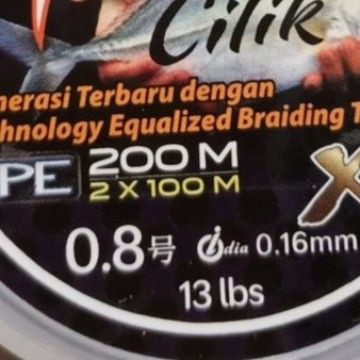 Cilik
nerasi Terbaru dengan
hnology Equalized Braiding T
PE 200 M
2 X 100 M
X
0.8号 dia 0.16mm
13 lbs